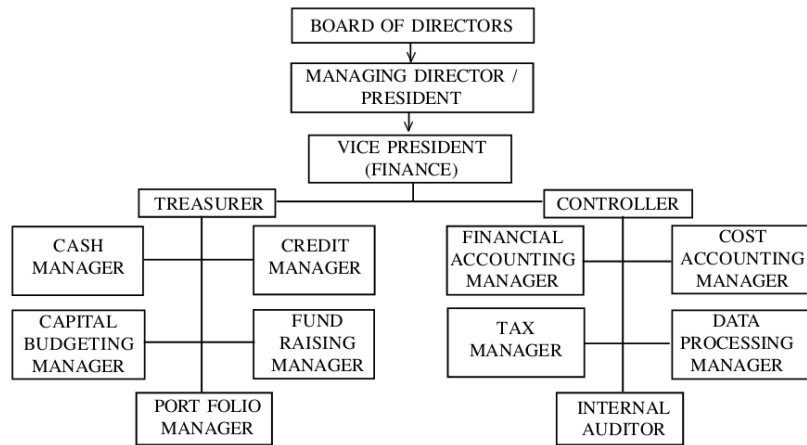 BOARD OF DIRECTORS
MANAGING DIRECTOR /
PRESIDENT
VICE PRESIDENT
(FINANCE)
TREASURER
CONTROLLER
CASH
MANAGER
CREDIT
MANAGER
FINANCIAL
ACCOUNTING
MANAGER
COST
ACCOUNTING
MANAGER
CAPITAL
BUDGETING
MANAGER
FUND
RAISING
MANAGER
TAX
MANAGER
DATA
PROCESSING
MANAGER
PORT FOLIO
MANAGER
INTERNAL
AUDITOR